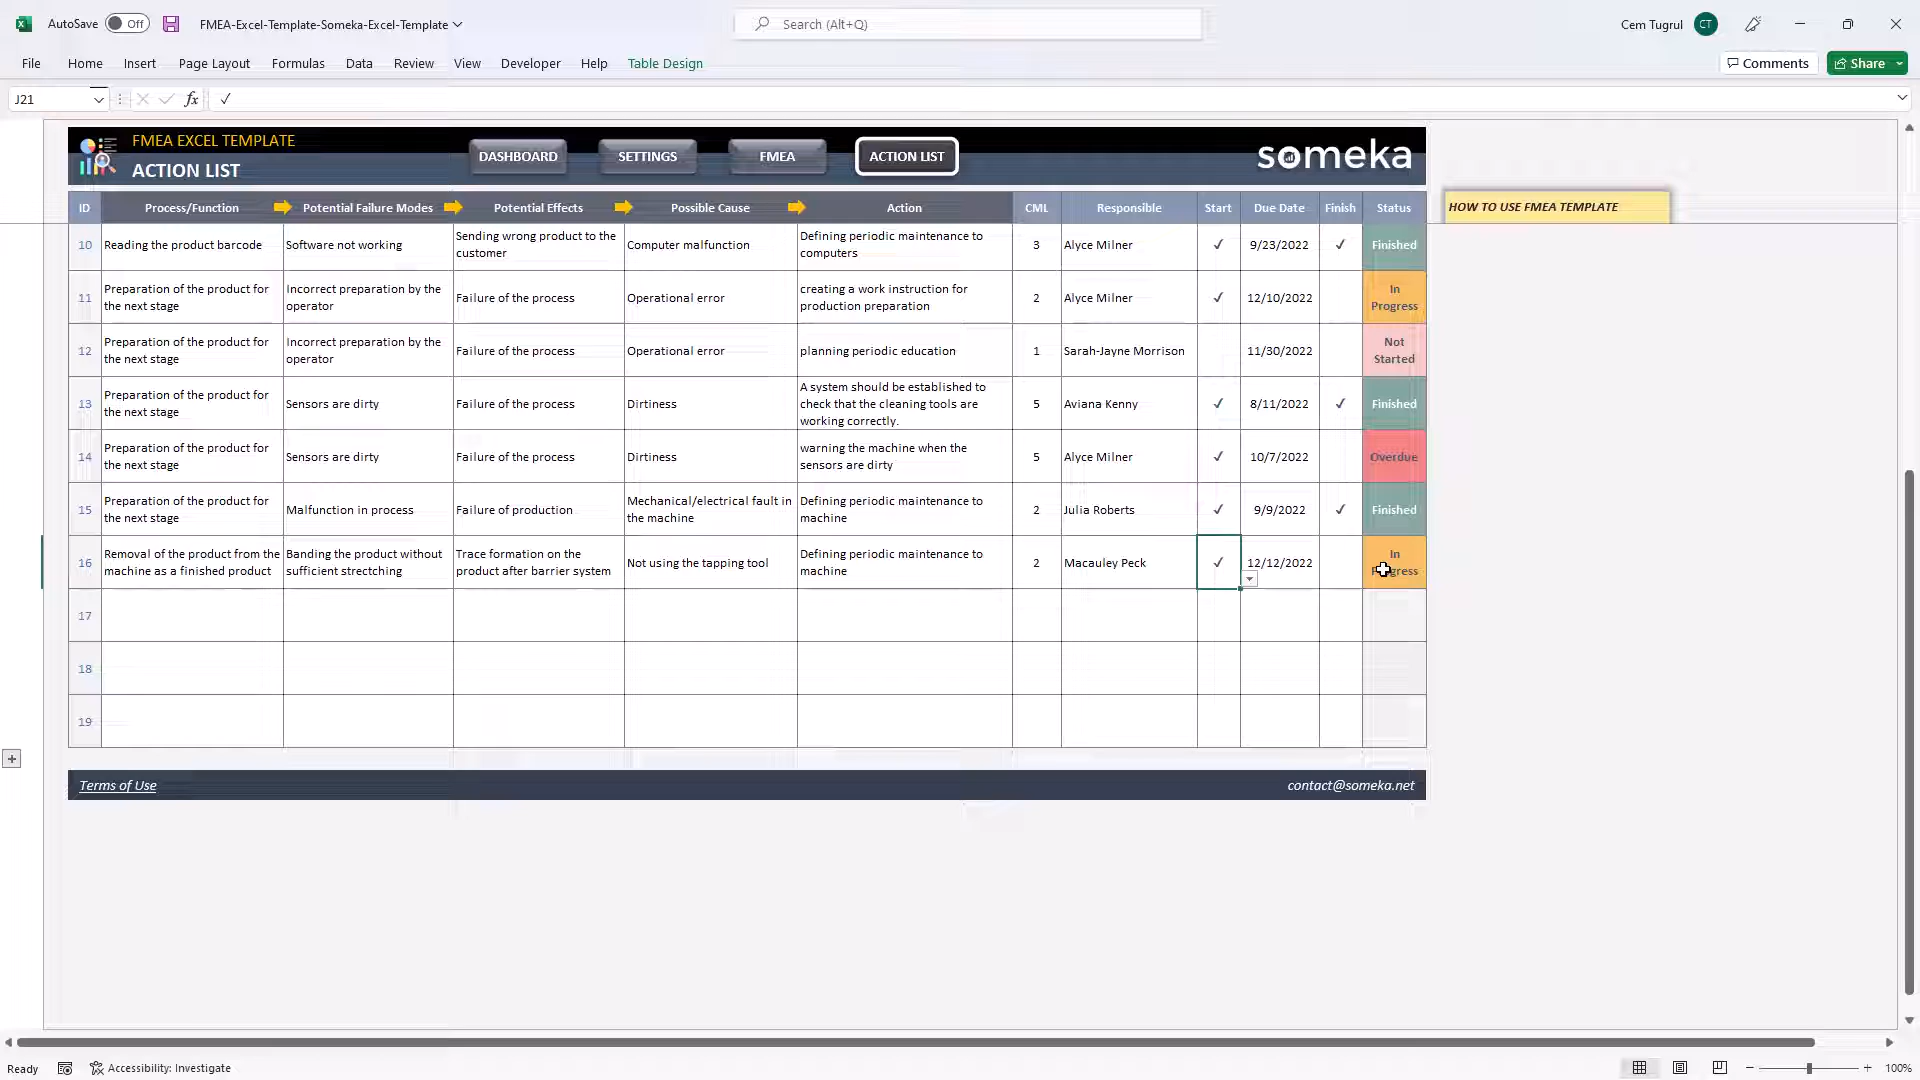 AutoSave Off FMEA-Excel-Template-Someka-Excel-Template Search (Alt+Q) Cem Tugrul CT
File Home Insert Page Layout Formulas Data Review View Developer Help Table Design Comments Share
J21 fx ✓
FMEA EXCEL TEMPLATE
ACTION LIST
DASHBOARD SETTINGS FMEA ACTION LIST
someka
ID Process/Function Potential Failure Modes Potential Effects Possible Cause Action CML Responsible Start Due Date Finish Status
HOW TO USE FMEA TEMPLATE
10 Reading the product barcode Software not working Sending wrong product to the
customer Computer malfunction Defining periodic maintenance to
computers 3 Alyce Milner ✓ 9/23/2022 ✓ Finished
11 Preparation of the product for
the next stage Incorrect preparation by the
operator Failure of the process Operational error creating a work instruction for
production preparation 2 Alyce Milner ✓ 12/10/2022 In
Progress
12 Preparation of the product for
the next stage Incorrect preparation by the
operator Failure of the process Operational error planning periodic education 1 Sarah-Jayne Morrison 11/30/2022 Not
Started
13 Preparation of the product for
the next stage Sensors are dirty Failure of the process Dirtiness A system should be established to
check that the cleaning tools are
working correctly. 5 Aviana Kenny ✓ 8/11/2022 ✓ Finished
14 Preparation of the product for
the next stage Sensors are dirty Failure of the process Dirtiness warning the machine when the
sensors are dirty 5 Alyce Milner ✓ 10/7/2022 Overdue
15 Preparation of the product for
the next stage Malfunction in process Failure of production Mechanical/electrical fault in
the machine Defining periodic maintenance to
machine 2 Julia Roberts ✓ 9/9/2022 ✓ Finished
16 Removal of the product from the
machine as a finished product Banding the product without
sufficient strectching Trace formation on the
product after barrier system Not using the tapping tool Defining periodic maintenance to
machine 2 Macauley Peck ✓ 12/12/2022 In
Progress
17
18
19
Terms of Use contact@someka.net
Ready Accessibility: Investigate 100%